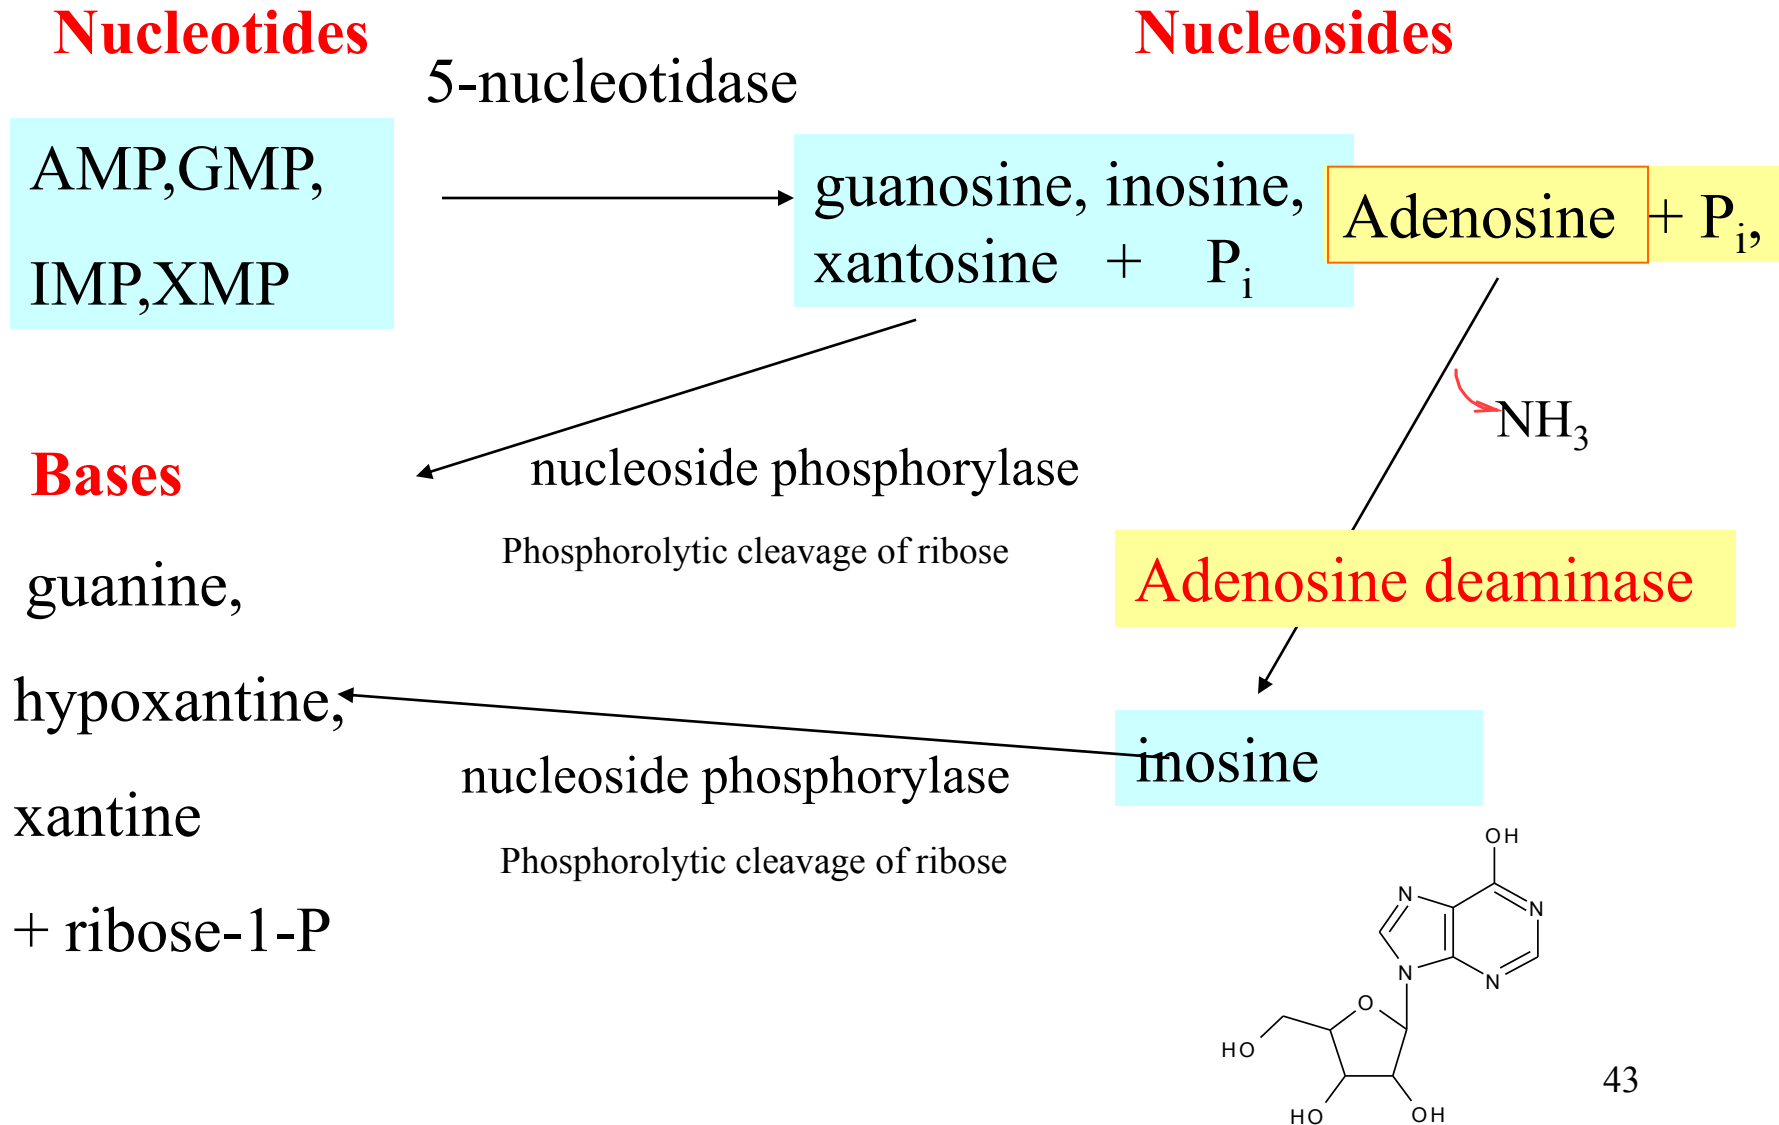 Nucleotides
Nucleosides
5-nucleotidase
AMP,GMP,
IMP,XMP
guanosine, inosine,
xantosine + Pi
Adenosine + Pi,
NH3
Bases
nucleoside phosphorylase
Phosphorolytic cleavage of ribose
Adenosine deaminase
guanine,
hypoxantine,
xantine
+ ribose-1-P
inosine
nucleoside phosphorylase
Phosphorolytic cleavage of ribose
OH
N
N
N
N
O
HO
HO
OH
43